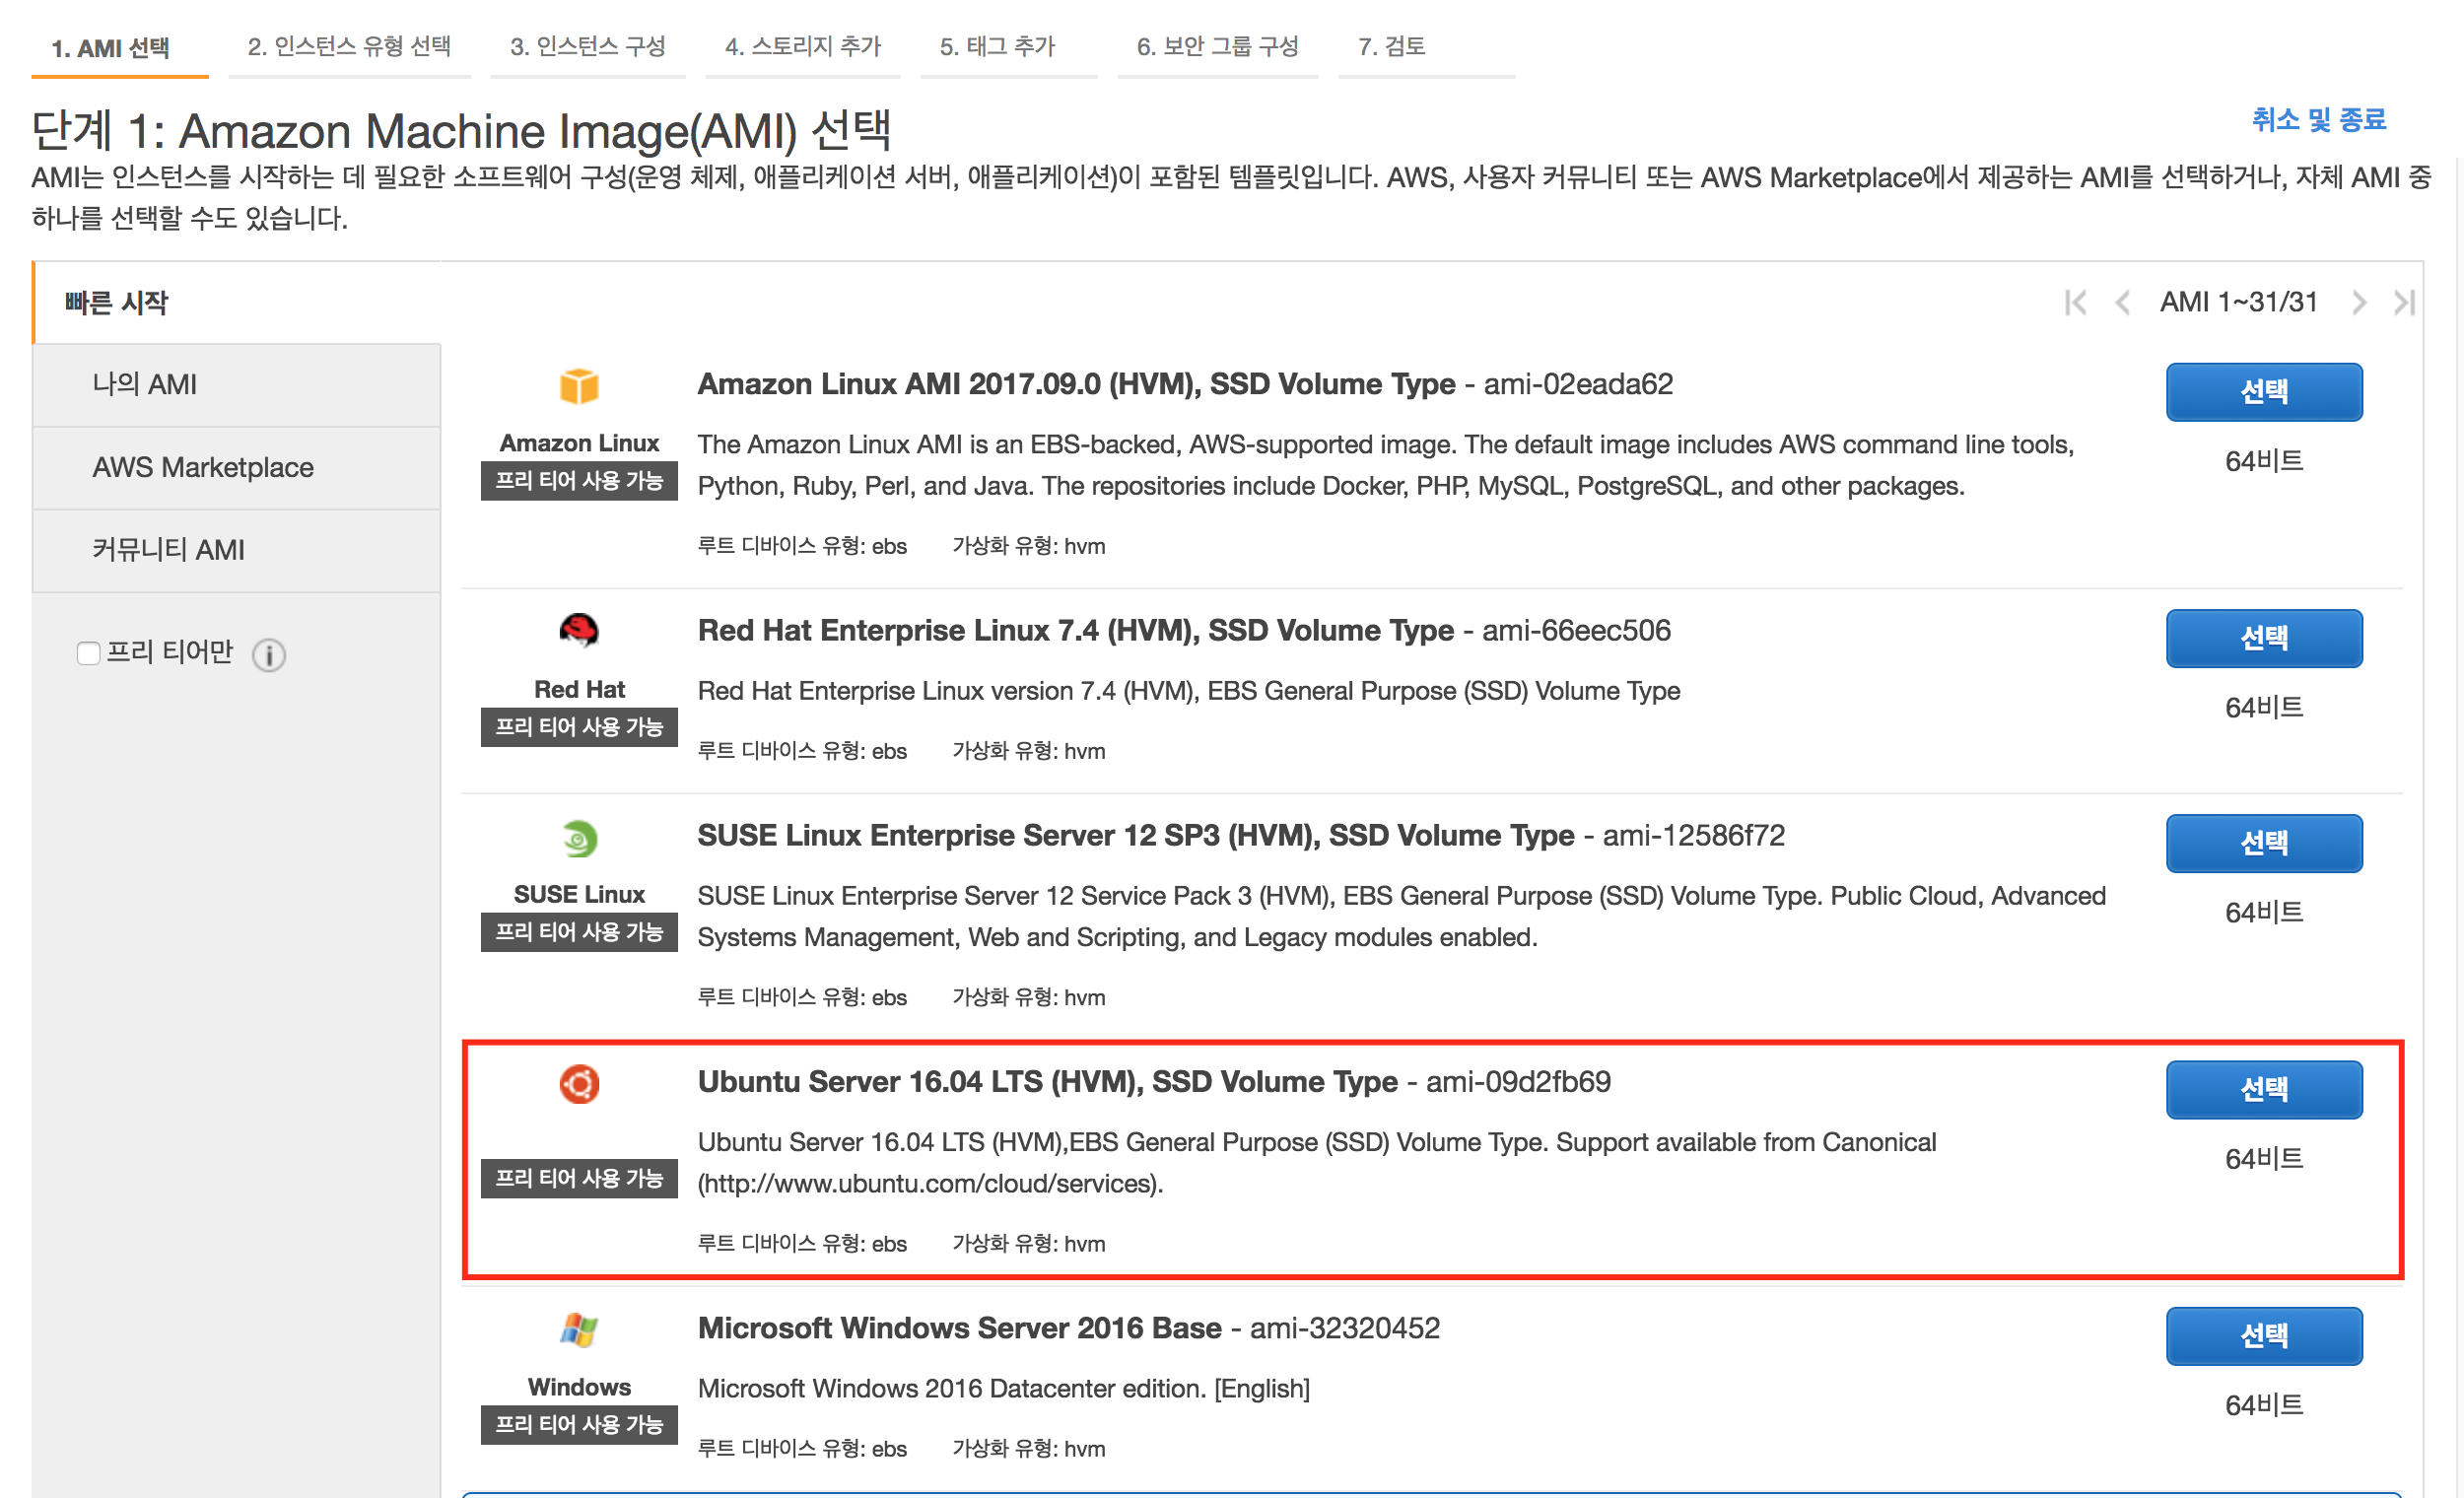 1. AMI 선택
2. 인스턴스 유형 선택
3. 인스턴스 구성
4. 스토리지 추가
5. 태그 추가
6. 보안 그룹 구성
7. 검토
단계 1: Amazon Machine Image(AMI) 선택
취소 및 종료
AMI는 인스턴스를 시작하는 데 필요한 소프트웨어 구성(운영 체제, 애플리케이션 서버, 애플리케이션)이 포함된 템플릿입니다. AWS, 사용자 커뮤니티 또는 AWS Marketplace에서 제공하는 AMI를 선택하거나, 자체 AMI 중
하나를 선택할 수도 있습니다.
빠른 시작
나의 AMI
AWS Marketplace
커뮤니티 AMI
프리 티어만
AMI 1~31/31
Amazon Linux
프리 티어 사용 가능
Amazon Linux AMI 2017.09.0 (HVM), SSD Volume Type - ami-02eada62
The Amazon Linux AMI is an EBS-backed, AWS-supported image. The default image includes AWS command line tools,
Python, Ruby, Perl, and Java. The repositories include Docker, PHP, MySQL, PostgreSQL, and other packages.
루트 디바이스 유형: ebs 가상화 유형: hvm
선택
64비트
Red Hat
프리 티어 사용 가능
Red Hat Enterprise Linux 7.4 (HVM), SSD Volume Type - ami-66eec506
Red Hat Enterprise Linux version 7.4 (HVM), EBS General Purpose (SSD) Volume Type
루트 디바이스 유형: ebs 가상화 유형: hvm
선택
64비트
SUSE Linux
프리 티어 사용 가능
SUSE Linux Enterprise Server 12 SP3 (HVM), SSD Volume Type - ami-12586f72
SUSE Linux Enterprise Server 12 Service Pack 3 (HVM), EBS General Purpose (SSD) Volume Type. Public Cloud, Advanced
Systems Management, Web and Scripting, and Legacy modules enabled.
루트 디바이스 유형: ebs 가상화 유형: hvm
선택
64비트
프리 티어 사용 가능
Ubuntu Server 16.04 LTS (HVM), SSD Volume Type - ami-09d2fb69
Ubuntu Server 16.04 LTS (HVM),EBS General Purpose (SSD) Volume Type. Support available from Canonical
(http://www.ubuntu.com/cloud/services).
루트 디바이스 유형: ebs 가상화 유형: hvm
선택
64비트
Windows
프리 티어 사용 가능
Microsoft Windows Server 2016 Base - ami-32320452
Microsoft Windows 2016 Datacenter edition. [English]
루트 디바이스 유형: ebs 가상화 유형: hvm
선택
64비트